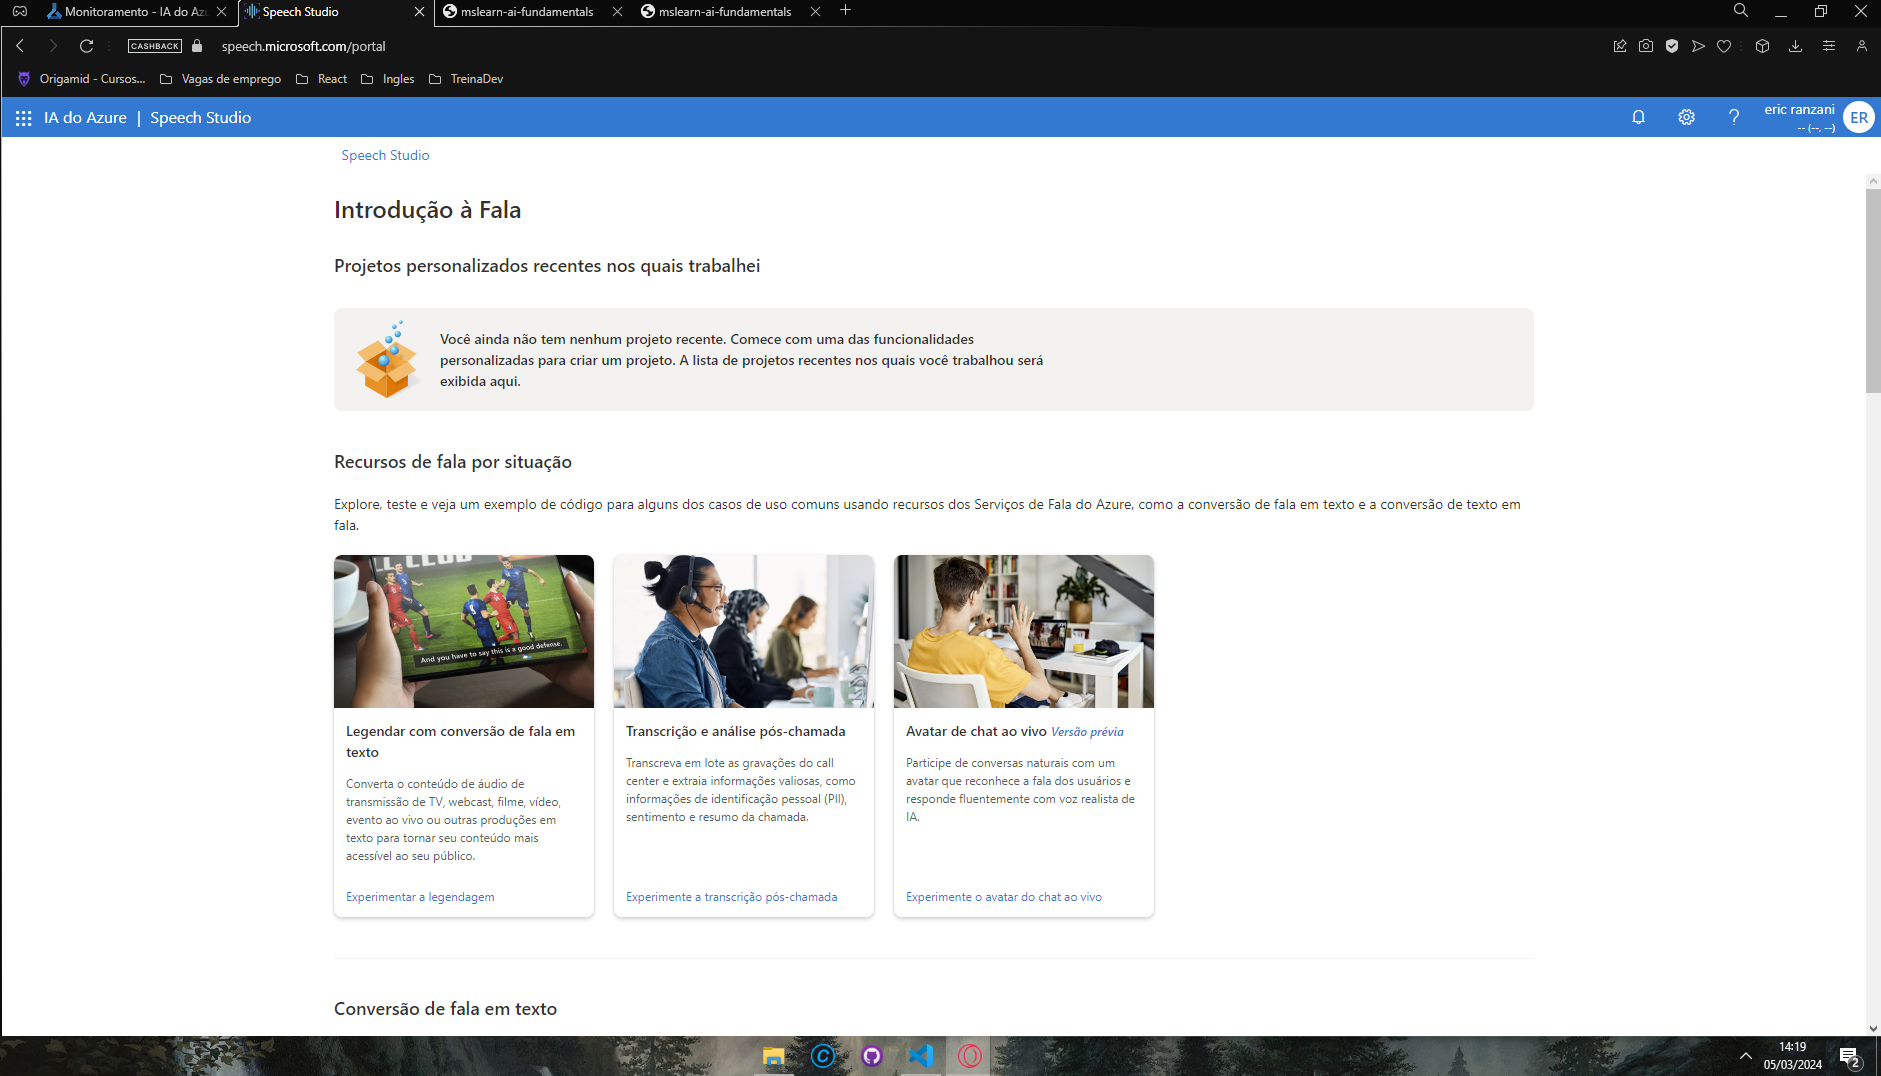 Monitoramento - IA do Az
Speech Studio
mslearn-ai-fundamentals
mslearn-ai-fundamentals
CASHBACK
speech.microsoft.com/portal
Origamid - Cursos...
Vagas de emprego
React
Ingles
TreinaDev
IA do Azure | Speech Studio
eric ranzani
-- (--, --)
ER
Speech Studio
Introdução à Fala
Projetos personalizados recentes nos quais trabalhei
Você ainda não tem nenhum projeto recente. Comece com uma das funcionalidades
personalizadas para criar um projeto. A lista de projetos recentes nos quais você trabalhou será
exibida aqui.
Recursos de fala por situação
Explore, teste e veja um exemplo de código para alguns dos casos de uso comuns usando recursos dos Serviços de Fala do Azure, como a conversão de fala em texto e a conversão de texto em
fala.
And you have to say this is a good defense.
Legendar com conversão de fala em
texto
Converta o conteúdo de áudio de
transmissão de TV, webcast, filme, vídeo,
evento ao vivo ou outras produções em
texto para tornar seu conteúdo mais
acessível ao seu público.
Experimentar a legendagem
Transcrição e análise pós-chamada
Transcreva em lote as gravações do call
center e extraia informações valiosas, como
informações de identificação pessoal (PII),
sentimento e resumo da chamada.
Experimente a transcrição pós-chamada
Avatar de chat ao vivo Versão prévia
Participe de conversas naturais com um
avatar que reconhece a fala dos usuários e
responde fluentemente com voz realista de
IA.
Experimente o avatar do chat ao vivo
Conversão de fala em texto
14:19
05/03/2024
2